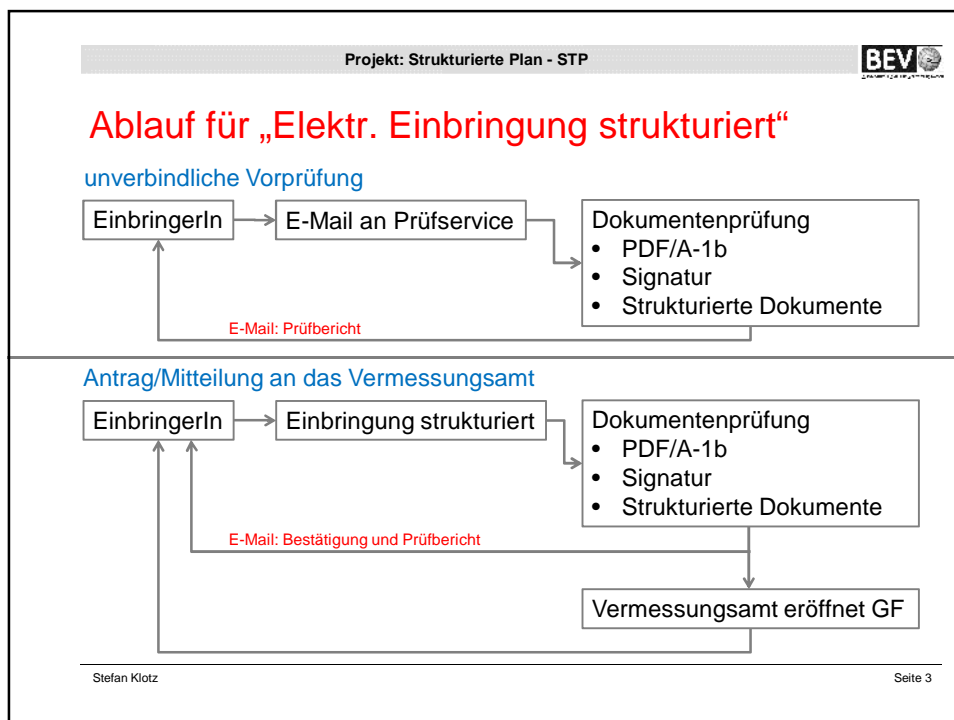 Projekt: Strukturierte Plan - STP
BEV
Ablauf für „Elektr. Einbringung strukturiert“
unverbindliche Vorprüfung
EinbringerIn
E-Mail an Prüfservice
Dokumentenprüfung
• PDF/A-1b
• Signatur
• Strukturierte Dokumente
E-Mail: Prüfbericht
Antrag/Mitteilung an das Vermessungsamt
EinbringerIn
Einbringung strukturiert
Dokumentenprüfung
• PDF/A-1b
• Signatur
• Strukturierte Dokumente
E-Mail: Bestätigung und Prüfbericht
Vermessungsamt eröffnet GF
Stefan Klotz
Seite 3